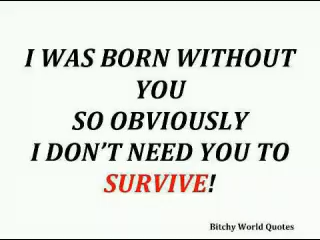 I WAS BORN WITHOUT
YOU
SO OBVIOUSLY
I DON'T NEED YOU TO
SURVIVE!
Bitchy World Quotes